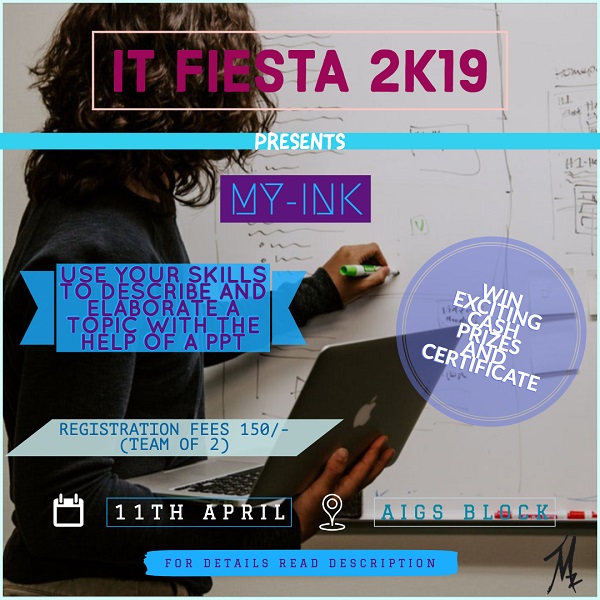 IT FIESTA 2K19
PRESENTS
MY-INK
USE YOUR SKILLS
TO DESCRIBE AND
ELABORATE A
TOPIC WITH THE
HELP OF A PPT
WIN
EXCITING
CASH
PRIZES
AND
CERTIFICATE
REGISTRATION FEES 150/-
(TEAM OF 2)
11TH APRIL
AIGS BLOCK
FOR DETAILS READ DESCRIPTION